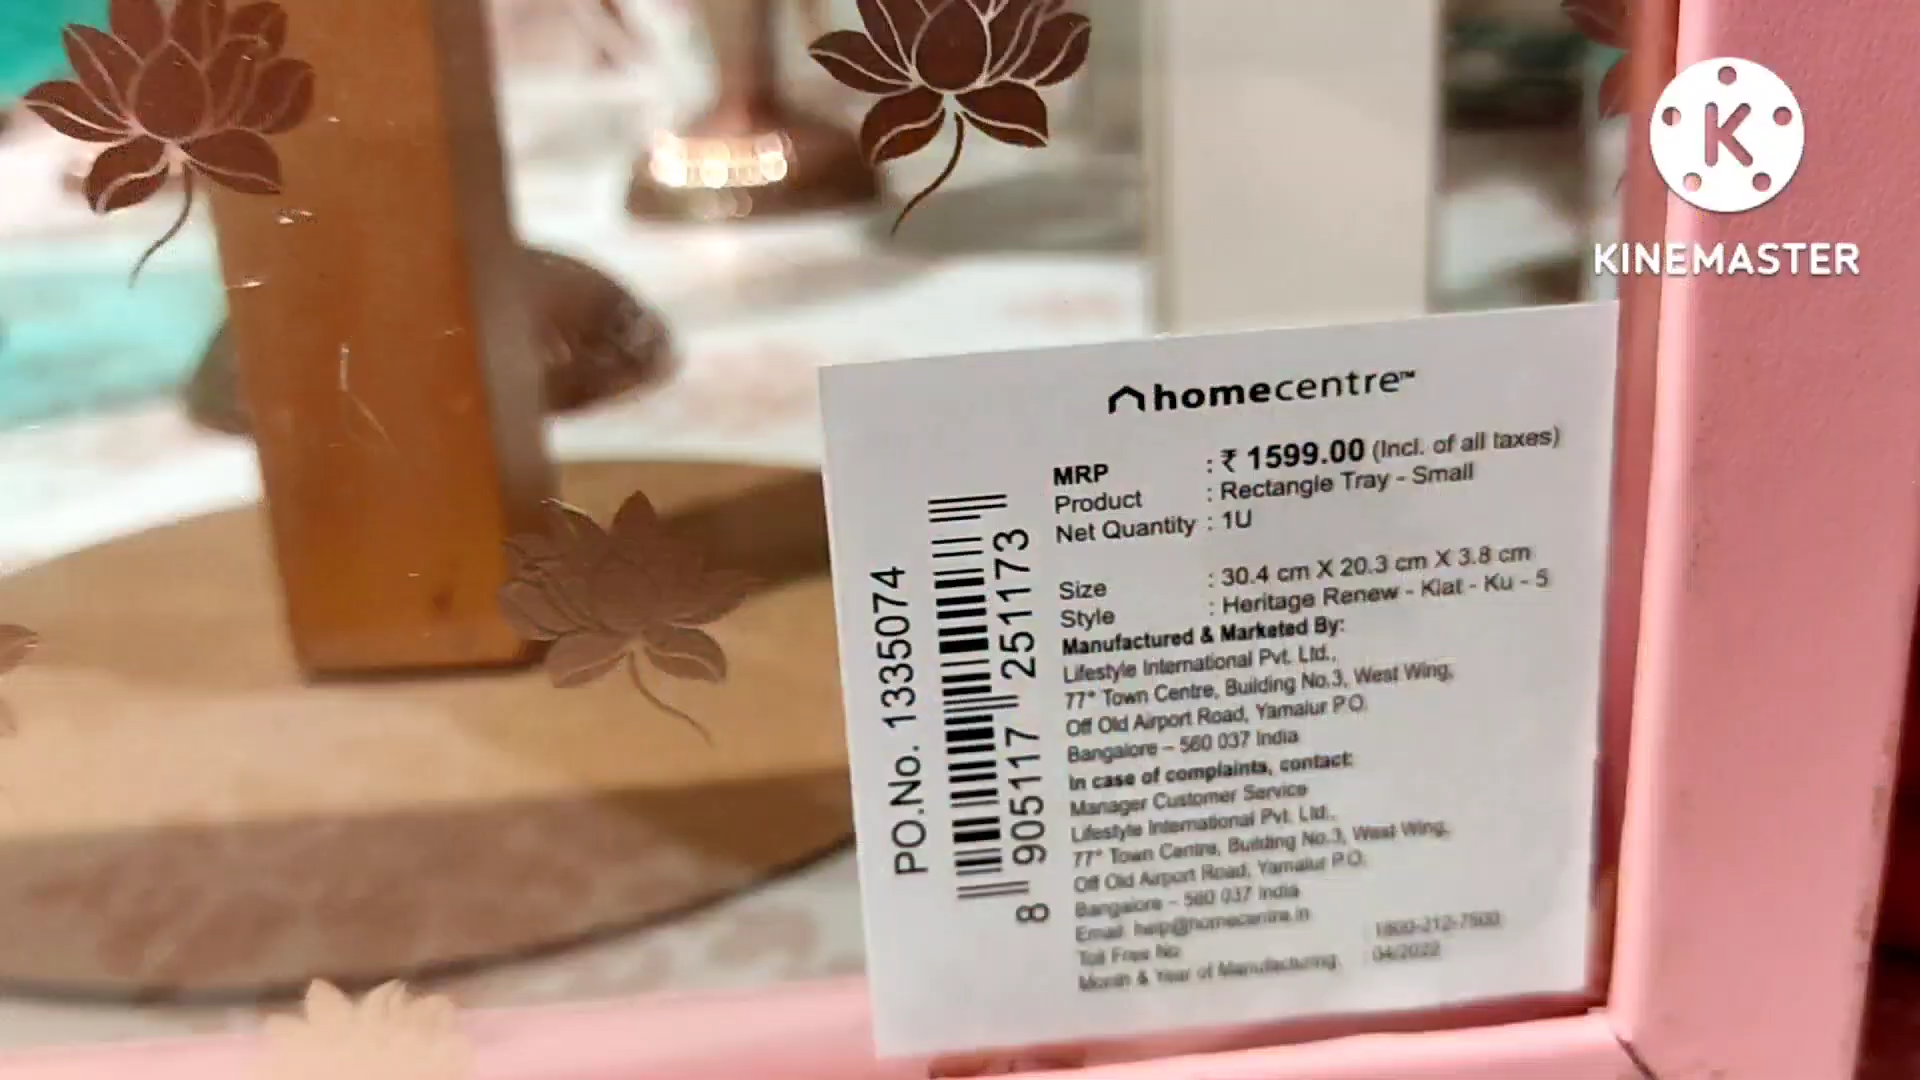 K
KINEMASTER
homecentre™
MRP : ₹ 1599.00 (Incl. of all taxes)
Product : Rectangle Tray - Small
Net Quantity : 1U
Size : 30.4 cm X 20.3 cm X 3.8 cm
Style : Heritage Renew - Kiat - Ku - 5
Manufactured & Marketed By:
Lifestyle International Pvt. Ltd.,
77° Town Centre, Building No.3, West Wing,
Off Old Airport Road, Yamalur P.O.
Bangalore – 560 037 India
In case of complaints, contact:
Manager Customer Service
Lifestyle International Pvt. Ltd.,
77° Town Centre, Building No.3, West Wing,
Off Old Airport Road, Yamalur P.O.
Bangalore – 560 037 India
Email: help@homecentre.in
Toll Free No : 1800-212-7500
Month & Year of Manufacturing : 04/2022
PO.No. 1335074
8 905117 251173